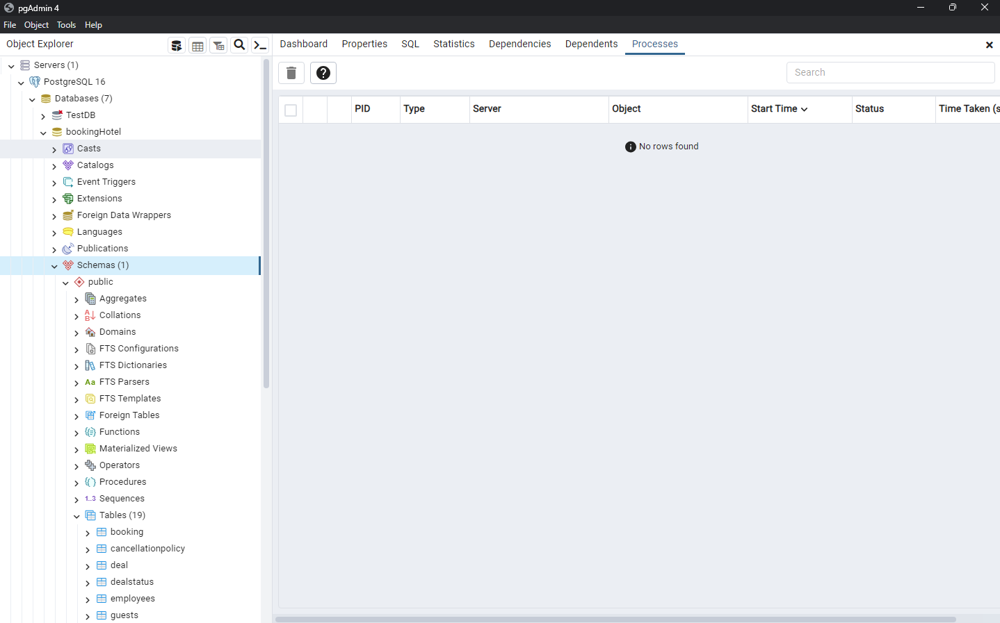 pgAdmin 4
File Object Tools Help
Object Explorer
Dashboard Properties SQL Statistics Dependencies Dependents Processes
Search
PID Type Server Object Start Time Status Time Taken (s
No rows found
Servers (1)
PostgreSQL 16
Databases (7)
TestDB
bookingHotel
Casts
Catalogs
Event Triggers
Extensions
Foreign Data Wrappers
Languages
Publications
Schemas (1)
public
Aggregates
Collations
Domains
FTS Configurations
FTS Dictionaries
Aa FTS Parsers
FTS Templates
Foreign Tables
Functions
Materialized Views
Operators
Procedures
1..3 Sequences
Tables (19)
booking
cancellationpolicy
deal
dealstatus
employees
guests